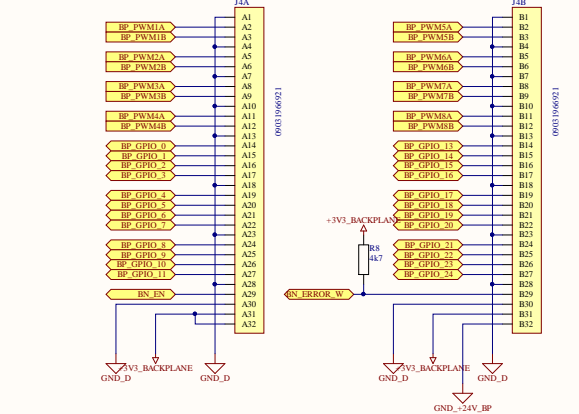 J4A
BP_PWM1A A1
BP_PWM1B A2
A3
BP_PWM2A A4
BP_PWM2B A5
A6
BP_PWM3A A7
BP_PWM3B A8
A9
BP_PWM4A A10
BP_PWM4B A11
A12
A13
BP_GPIO_0 A14
BP_GPIO_1 A15
BP_GPIO_2 A16
BP_GPIO_3 A17
A18
BP_GPIO_4 A19
BP_GPIO_5 A20
BP_GPIO_6 A21
BP_GPIO_7 A22
A23
BP_GPIO_8 A24
BP_GPIO_9 A25
BP_GPIO_10 A26
BP_GPIO_11 A27
A28
BN_EN A29
A30
A31
A32
09031966921
GND_D
+3V3_BACKPLANE
GND_D
J4B
B1
BP_PWM5A B2
BP_PWM5B B3
B4
BP_PWM6A B5
BP_PWM6B B6
B7
BP_PWM7A B8
BP_PWM7B B9
B10
BP_PWM8A B11
BP_PWM8B B12
B13
BP_GPIO_13 B14
BP_GPIO_14 B15
BP_GPIO_15 B16
BP_GPIO_16 B17
B18
BP_GPIO_17 B19
BP_GPIO_18 B20
BP_GPIO_19 B21
BP_GPIO_20 B22
B23
BP_GPIO_21 B24
BP_GPIO_22 B25
BP_GPIO_23 B26
BP_GPIO_24 B27
B28
BN_ERROR_W B29
B30
B31
B32
09031966921
+3V3_BACKPLANE
R8
4k7
GND_D
+3V3_BACKPLANE
GND_D
GND_+24V_BP